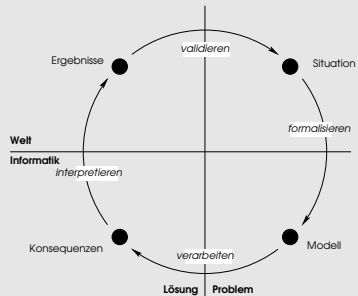 validieren
Ergebnisse
Situation
formalisieren
Welt
Informatik
interpretieren
Konsequenzen
Modell
verarbeiten
Lösung
Problem